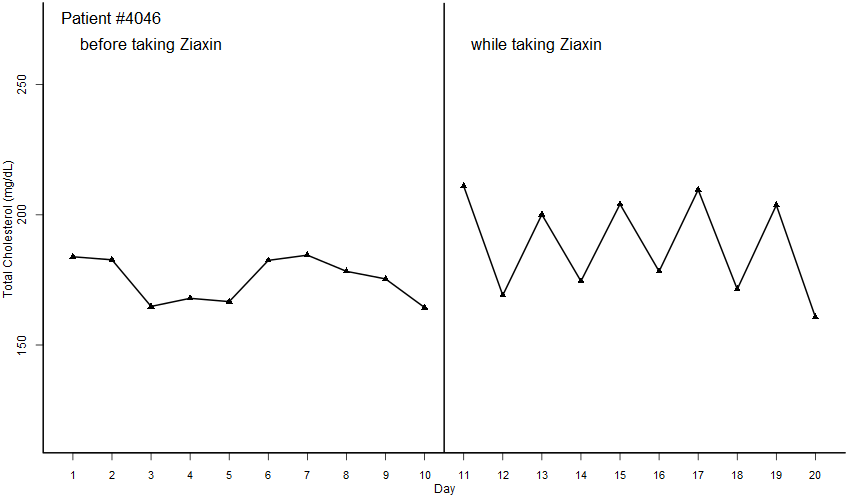 Patient #4046
before taking Ziaxin
while taking Ziaxin
250
200
150
Total Cholesterol (mg/dL)
1 2 3 4 5 6 7 8 9 10 11 12 13 14 15 16 17 18 19 20
Day